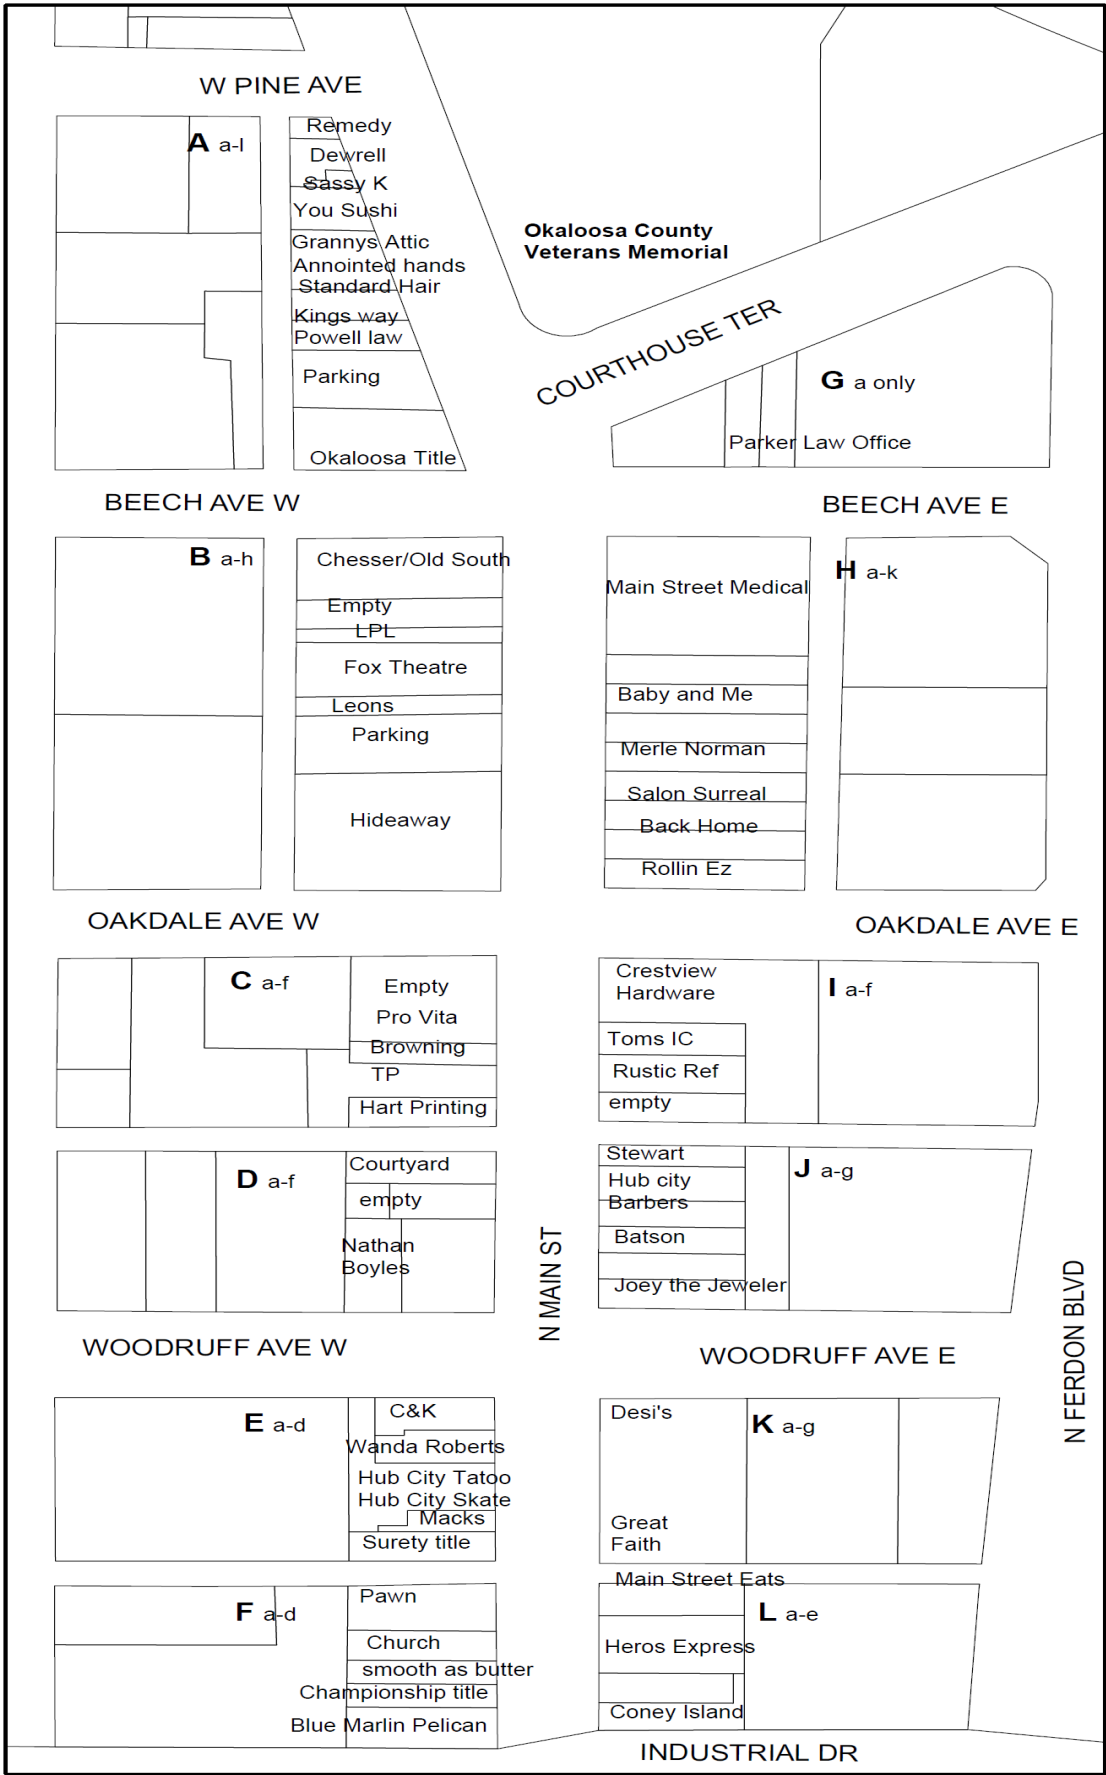 W PINE AVE
A a-l
Remedy
Dewrell
Sassy K
You Sushi
Grannys Attic
Annointed hands
Standard Hair
Kings way
Powell law
Parking
Okaloosa Title
Okaloosa County
Veterans Memorial
COURTHOUSE TER
G a only
Parker Law Office
BEECH AVE W
BEECH AVE E
B a-h
Chesser/Old South
Empty
LPL
Fox Theatre
Leons
Parking
Hideaway
Main Street Medical
Baby and Me
Merle Norman
Salon Surreal
Back Home
Rollin Ez
H a-k
OAKDALE AVE W
OAKDALE AVE E
C a-f
Empty
Pro Vita
Browning
TP
Hart Printing
Crestview
Hardware
Toms IC
Rustic Ref
empty
I a-f
D a-f
Courtyard
empty
Nathan
Boyles
N MAIN ST
Stewart
Hub city
Barbers
Batson
Joey the Jeweler
J a-g
N FERDON BLVD
WOODRUFF AVE W
WOODRUFF AVE E
E a-d
C&K
Wanda Roberts
Hub City Tatoo
Hub City Skate
Macks
Surety title
Desi's
Great
Faith
K a-g
F a-d
Pawn
Church
smooth as butter
Championship title
Blue Marlin Pelican
Main Street Eats
Heros Express
Coney Island
L a-e
INDUSTRIAL DR